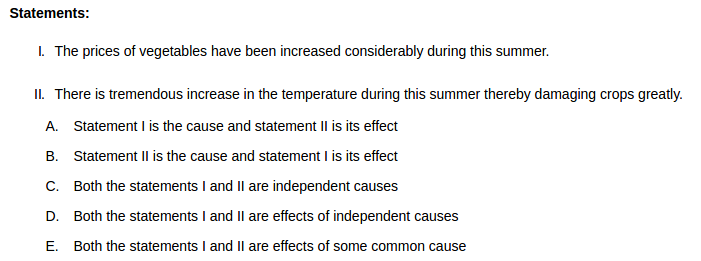 Statements:
I. The prices of vegetables have been increased considerably during this summer.
II. There is tremendous increase in the temperature during this summer thereby damaging crops greatly.
A. Statement I is the cause and statement II is its effect
B. Statement II is the cause and statement I is its effect
C. Both the statements I and II are independent causes
D. Both the statements I and II are effects of independent causes
E. Both the statements I and II are effects of some common cause